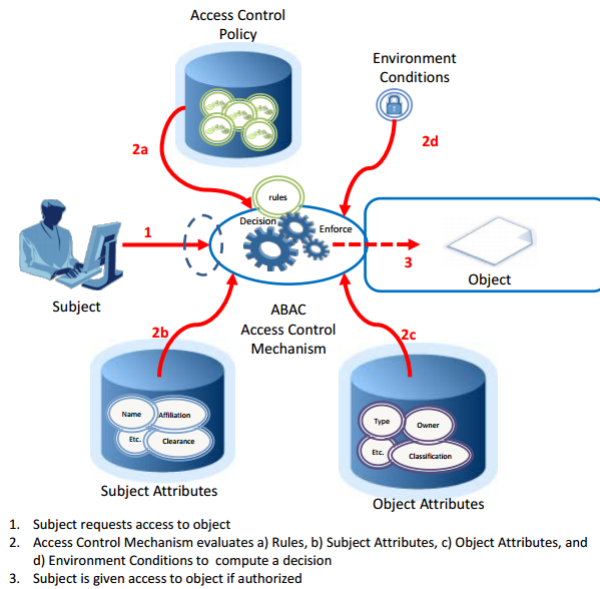 Access Control
Policy
Environment
Conditions
2a
2d
rules
Decision
Enforce
1
3
Subject
Object
ABAC
Access Control
Mechanism
2b
2c
Name
Affiliation
Etc.
Clearance
Type
Owner
Etc.
Classification
Subject Attributes
Object Attributes
1. Subject requests access to object
2. Access Control Mechanism evaluates a) Rules, b) Subject Attributes, c) Object Attributes, and
d) Environment Conditions to compute a decision
3. Subject is given access to object if authorized